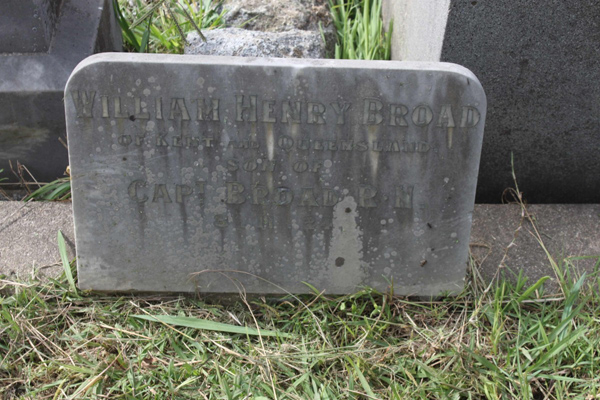 WILLIAM HENRY BROAD
OF KENT AND QUEENSLAND
SON OF
CAPT BROAD R·N